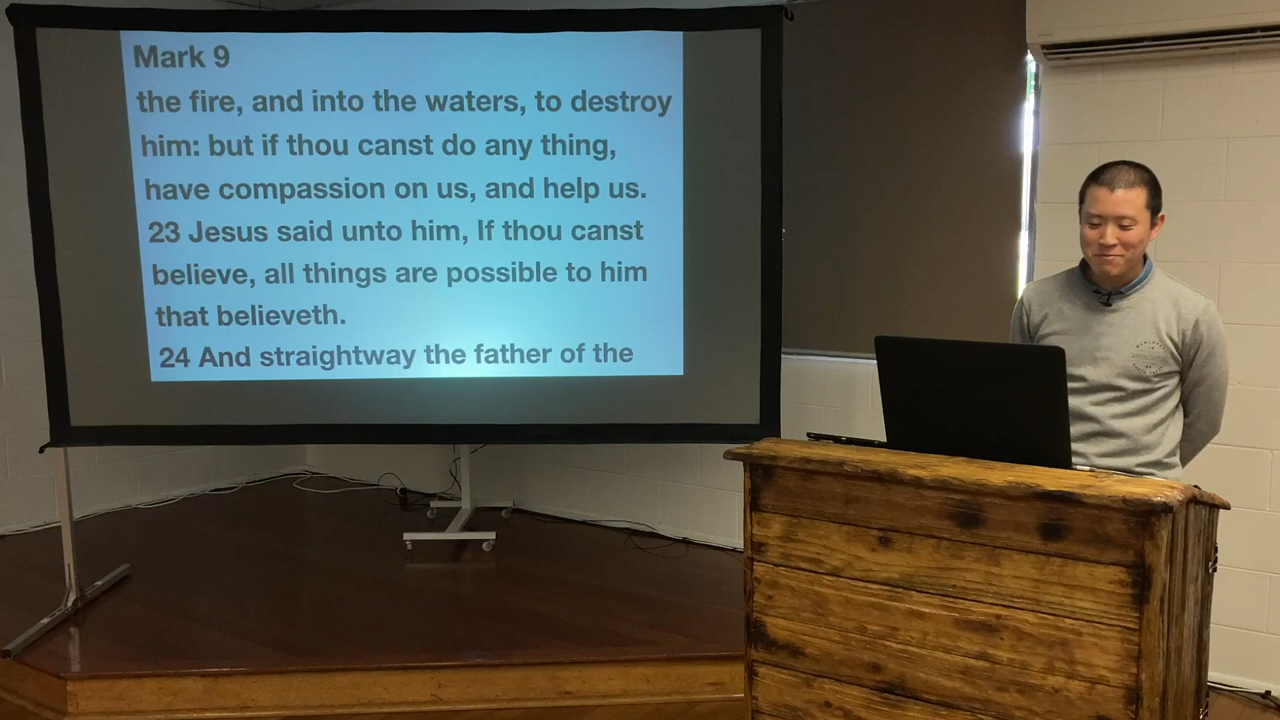 Mark 9
the fire, and into the waters, to destroy
him: but if thou canst do any thing,
have compassion on us, and help us.
23 Jesus said unto him, If thou canst
believe, all things are possible to him
that believeth.
24 And straightway the father of the